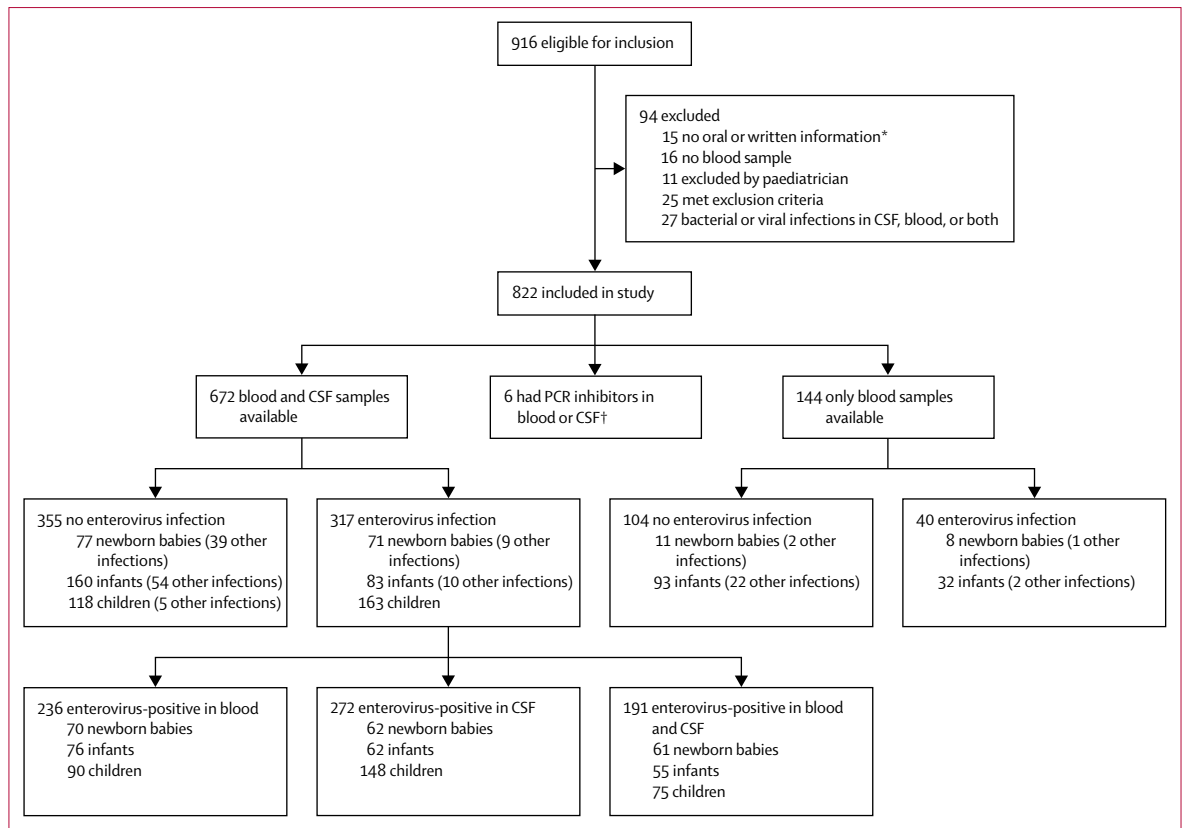 916 eligible for inclusion
94 excluded
15 no oral or written information*
16 no blood sample
11 excluded by paediatrician
25 met exclusion criteria
27 bacterial or viral infections in CSF, blood, or both
822 included in study
672 blood and CSF samples
available
6 had PCR inhibitors in
blood or CSF†
144 only blood samples
available
355 no enterovirus infection
77 newborn babies (39 other
infections)
160 infants (54 other infections)
118 children (5 other infections)
317 enterovirus infection
71 newborn babies (9 other
infections)
83 infants (10 other infections)
163 children
104 no enterovirus infection
11 newborn babies (2 other
infections)
93 infants (22 other infections)
40 enterovirus infection
8 newborn babies (1 other
infections)
32 infants (2 other infections)
236 enterovirus-positive in blood
70 newborn babies
76 infants
90 children
272 enterovirus-positive in CSF
62 newborn babies
62 infants
148 children
191 enterovirus-positive in blood
and CSF
61 newborn babies
55 infants
75 children